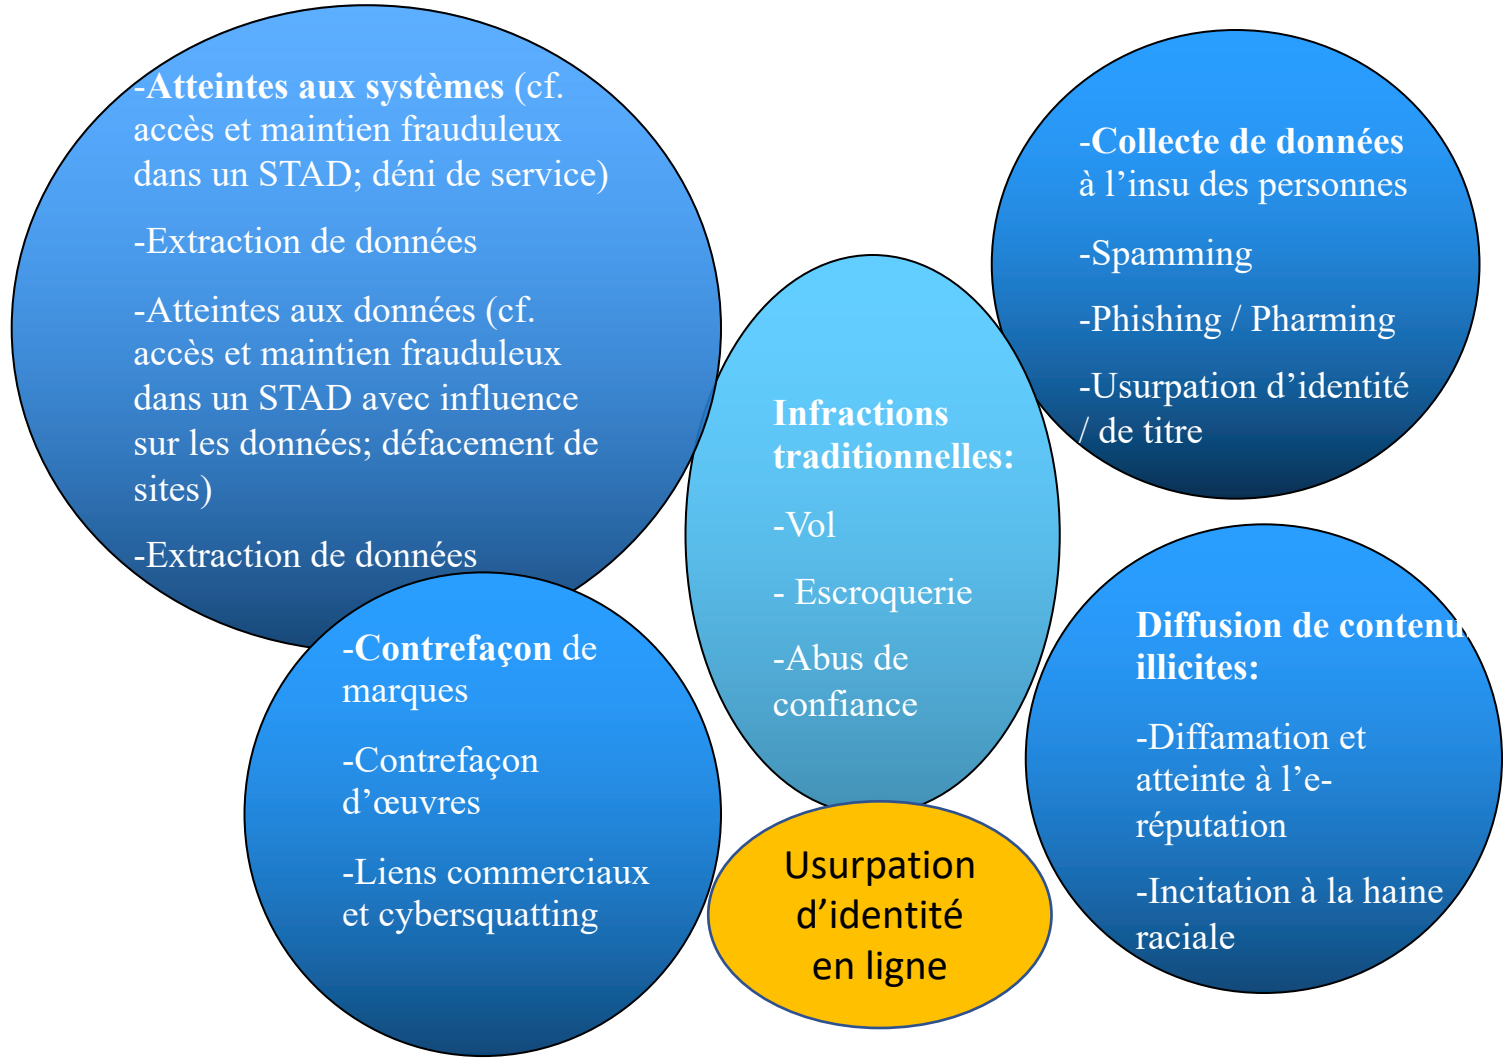 -Atteintes aux systèmes (cf.
accès et maintien frauduleux
dans un STAD; déni de service)
-Extraction de données
-Atteintes aux données (cf.
accès et maintien frauduleux
dans un STAD avec influence
sur les données; défacement de
sites)
-Extraction de données
-Collecte de données
à l’insu des personnes
-Spamming
-Phishing / Pharming
-Usurpation d’identité
/ de titre
Infractions
traditionnelles:
-Vol
- Escroquerie
-Abus de
confiance
-Contrefaçon de
marques
-Contrefaçon
d’œuvres
-Liens commerciaux
et cybersquatting
Diffusion de contenu
illicites:
-Diffamation et
atteinte à l’e-
réputation
-Incitation à la haine
raciale
Usurpation
d’identité
en ligne